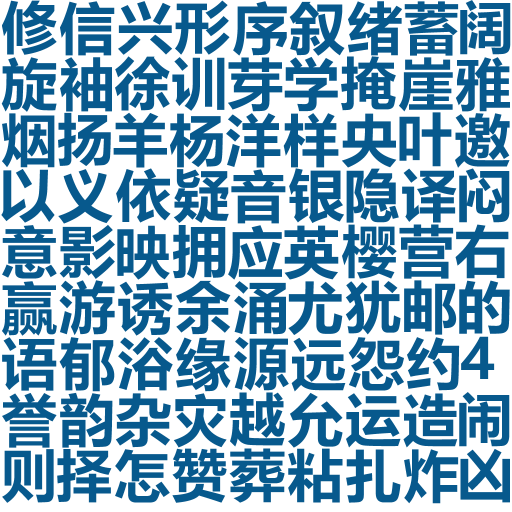 修信兴形序叙绪蓄阔
旋袖徐训芽学掩崖雅
烟扬羊杨洋样央叶邀
以义依疑音银隐译闷
意影映拥应英樱营右
赢游诱余涌尤犹邮的
语郁浴缘源远怨约4
誉韵杂灾越允运造闹
则择怎赞葬粘扎炸凶